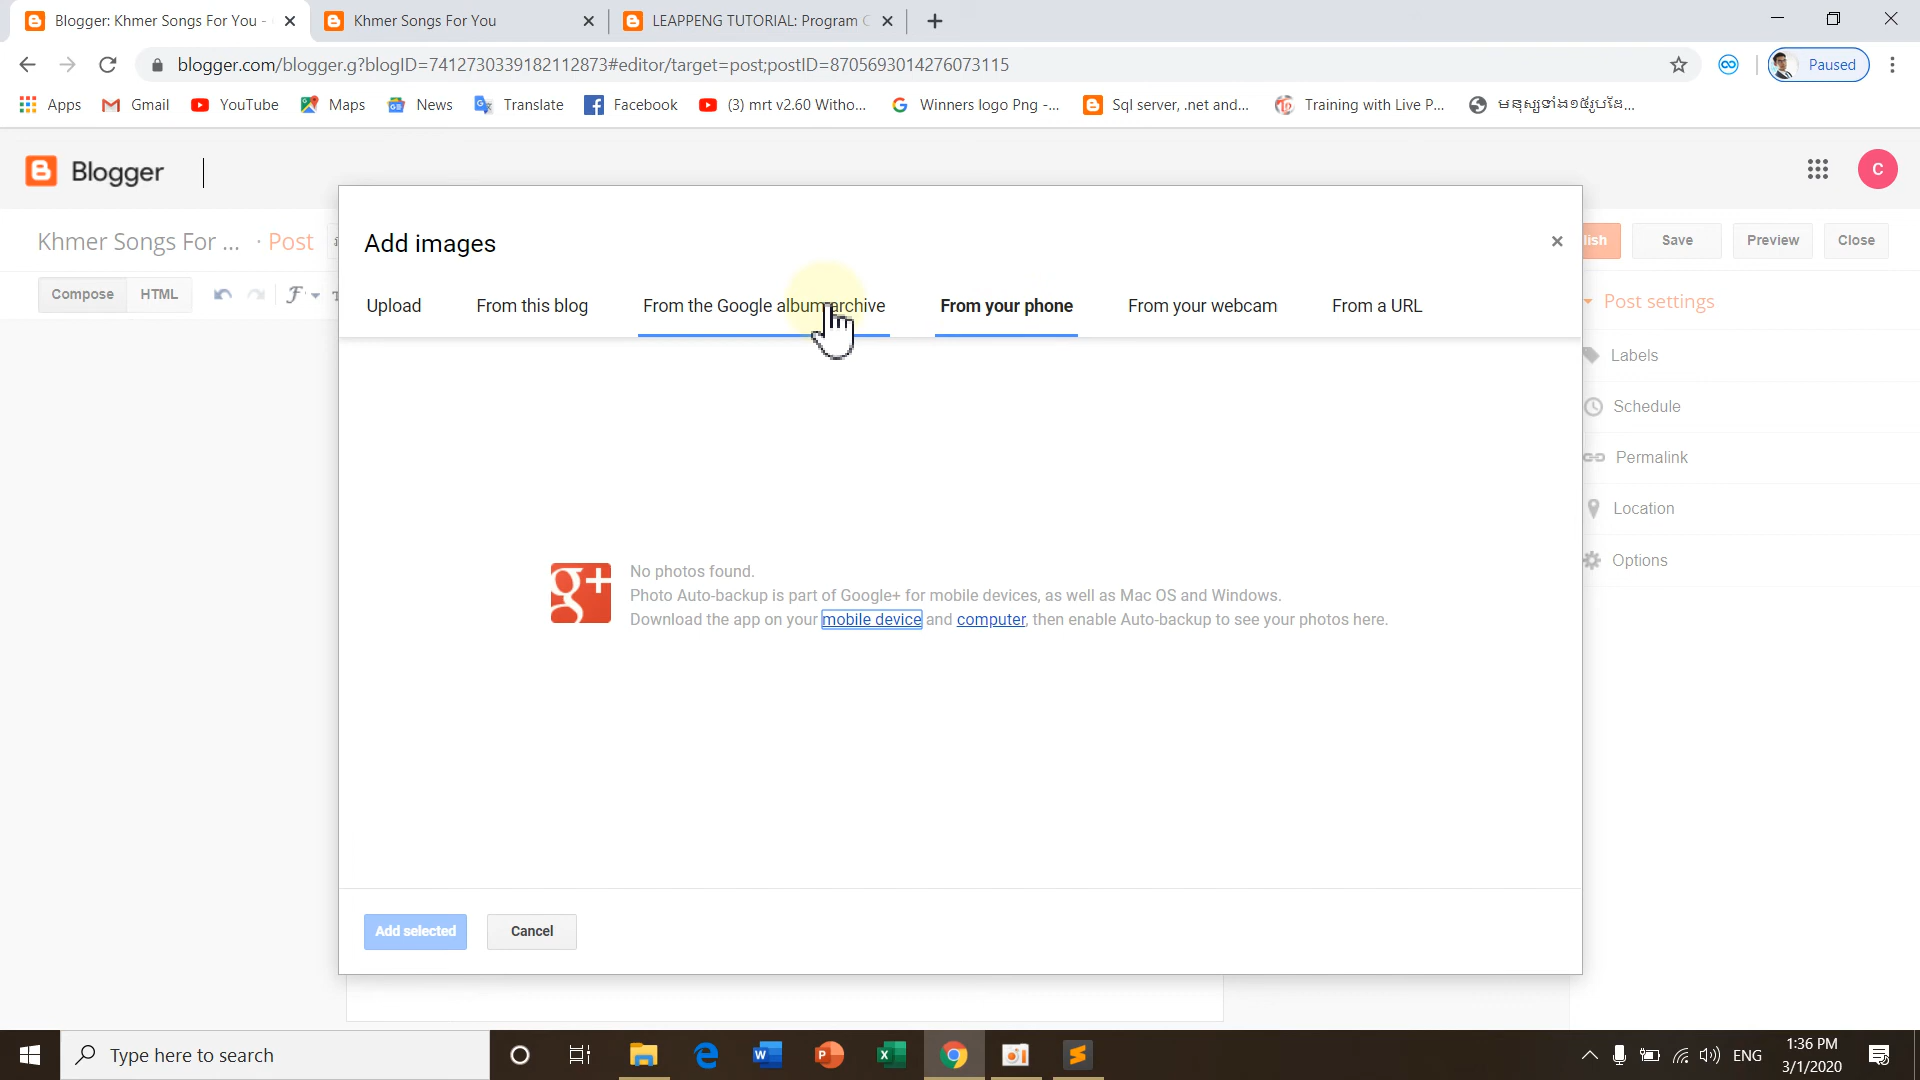 Blogger: Khmer Songs For You -
Khmer Songs For You
LEAPPENG TUTORIAL: Program C
blogger.com/blogger.g?blogID=7412730339182112873#editor/target=post;postID=8705693014276073115
Paused
Apps
Gmail
YouTube
Maps
News
Translate
Facebook
(3) mrt v2.60 Witho...
Winners logo Png -...
Sql server, .net and...
Training with Live P...
Blogger
C
Khmer Songs For ... · Post
lish
Save
Preview
Close
Compose
HTML
Add images
Upload
From this blog
From the Google album archive
From your phone
From your webcam
From a URL
Post settings
Labels
Schedule
Permalink
Location
Options
No photos found.
Photo Auto-backup is part of Google+ for mobile devices, as well as Mac OS and Windows.
Download the app on your mobile device and computer, then enable Auto-backup to see your photos here.
Add selected
Cancel
Type here to search
ENG
1:36 PM
3/1/2020